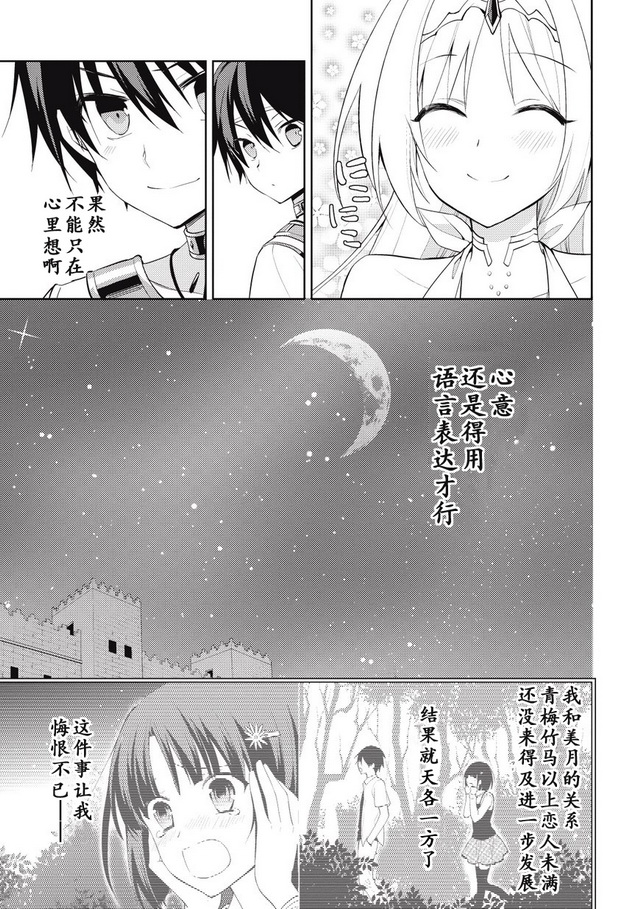 ニコニコ
果然
不能只在
心里想啊
心意
还是得用
语言表达才行
我和美月的关系
青梅竹马以上恋人未满
还没来得及进一步发展
结果就天各一方了
这件事让我
悔恨不已——